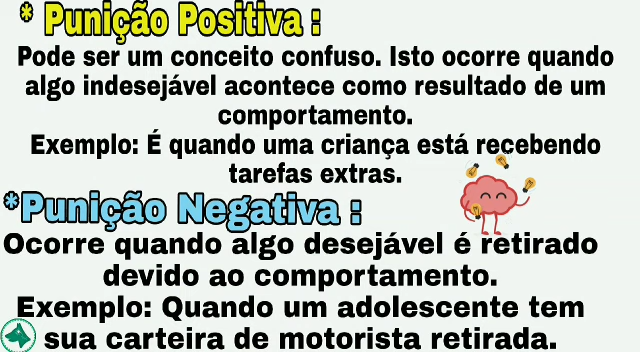 * Punição Positiva :
Pode ser um conceito confuso. Isto ocorre quando
algo indesejável acontece como resultado de um
comportamento.
Exemplo: É quando uma criança está recebendo
tarefas extras.
*Punição Negativa :
Ocorre quando algo desejável é retirado
devido ao comportamento.
Exemplo: Quando um adolescente tem
sua carteira de motorista retirada.